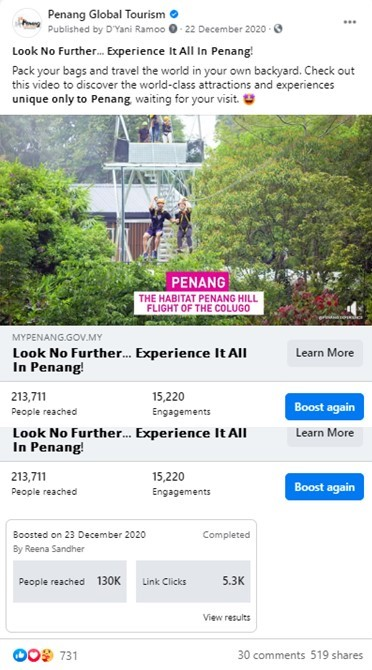 Penang Global Tourism
Published by D'Yani Ramoo · 22 December 2020 ·
Look No Further... Experience It All In Penang!
Pack your bags and travel the world in your own backyard. Check out
this video to discover the world-class attractions and experiences
unique only to Penang, waiting for your visit.
PENANG
THE HABITAT PENANG HILL
FLIGHT OF THE COLUGO
MYPENANG.GOV.MY
Look No Further... Experience It All
In Penang!
Learn More
213,711
People reached
15,220
Engagements
Boost again
Look No Further... Experience It All
In Penang!
Learn More
213,711
People reached
15,220
Engagements
Boost again
Boosted on 23 December 2020
Completed
By Reena Sandher
People reached 130K
Link Clicks 5.3K
View results
731
30 comments 519 shares